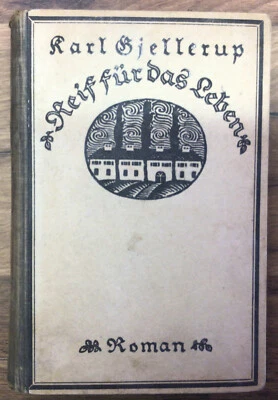 Karl Gjellerup
Reif für das Leben
Roman